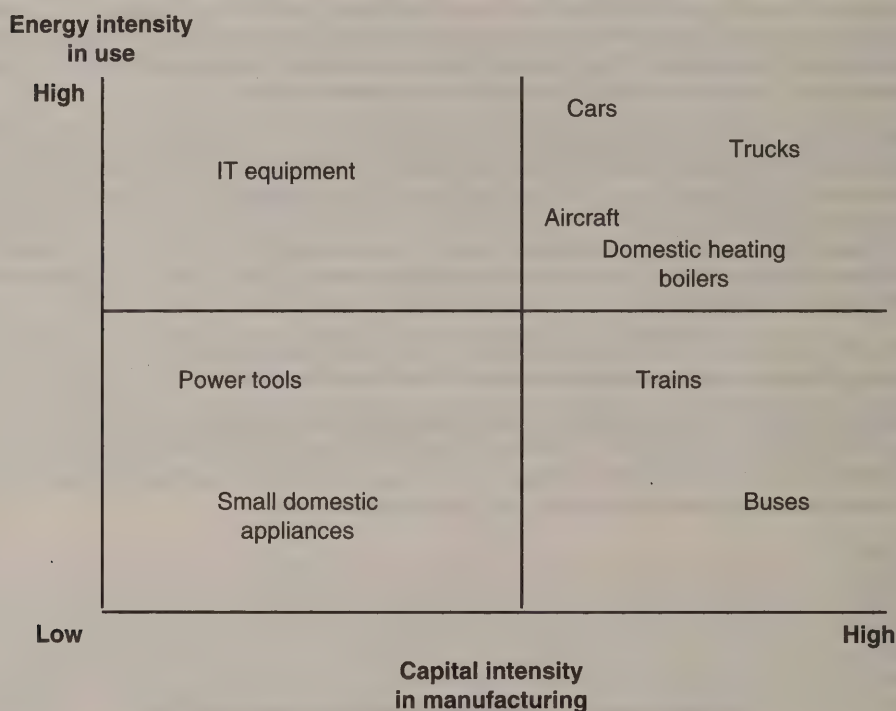 Energy intensity
in use
High
Cars
Trucks
IT equipment
Aircraft
Domestic heating
boilers
Power tools
Trains
Small domestic
appliances
Buses
Low
High
Capital intensity
in manufacturing